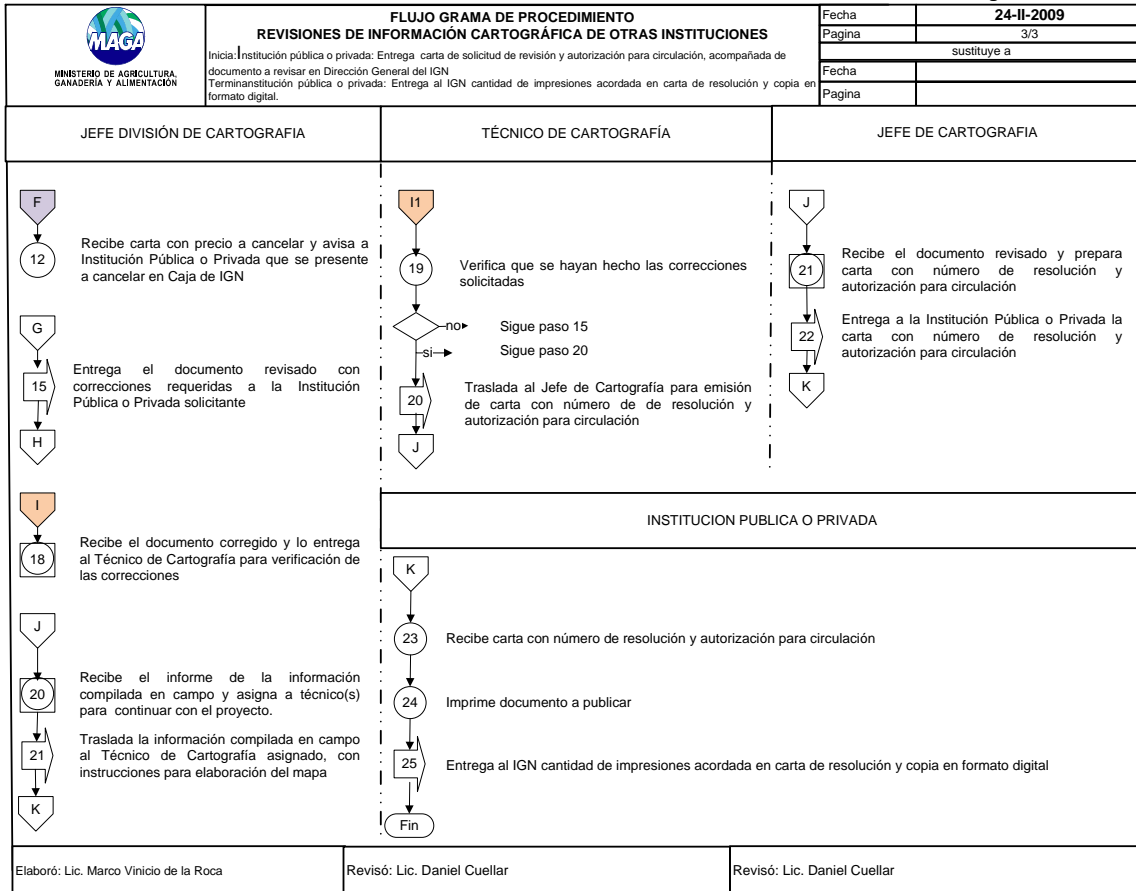 MAGA
MINISTERIO DE AGRICULTURA,
GANADERÍA Y ALIMENTACIÓN
FLUJO GRAMA DE PROCEDIMIENTO
REVISIONES DE INFORMACIÓN CARTOGRÁFICA DE OTRAS INSTITUCIONES
Inicia: Institución pública o privada: Entrega carta de solicitud de revisión y autorización para circulación, acompañada de
documento a revisar en Dirección General del IGN
Terminanstitución pública o privada: Entrega al IGN cantidad de impresiones acordada en carta de resolución y copia en
formato digital.
Fecha 24-II-2009
Pagina 3/3
sustituye a
Fecha
Pagina
JEFE DIVISIÓN DE CARTOGRAFIA
F
12
Recibe carta con precio a cancelar y avisa a
Institución Pública o Privada que se presente
a cancelar en Caja de IGN
G
15
Entrega el documento revisado con
correcciones requeridas a la Institución
Pública o Privada solicitante
H
I
18
Recibe el documento corregido y lo entrega
al Técnico de Cartografía para verificación de
las correcciones
J
20
Recibe el informe de la información
compilada en campo y asigna a técnico(s)
para continuar con el proyecto.
21
Traslada la información compilada en campo
al Técnico de Cartografía asignado, con
instrucciones para elaboración del mapa
K
TÉCNICO DE CARTOGRAFÍA
I1
19
Verifica que se hayan hecho las correcciones
solicitadas
no
Sigue paso 15
si
Sigue paso 20
20
Traslada al Jefe de Cartografía para emisión
de carta con número de de resolución y
autorización para circulación
J
JEFE DE CARTOGRAFIA
J
21
Recibe el documento revisado y prepara
carta con número de resolución y
autorización para circulación
22
Entrega a la Institución Pública o Privada la
carta con número de resolución y
autorización para circulación
K
INSTITUCION PUBLICA O PRIVADA
K
23
Recibe carta con número de resolución y autorización para circulación
24
Imprime documento a publicar
25
Entrega al IGN cantidad de impresiones acordada en carta de resolución y copia en formato digital
Fin
Elaboró: Lic. Marco Vinicio de la Roca
Revisó: Lic. Daniel Cuellar
Revisó: Lic. Daniel Cuellar